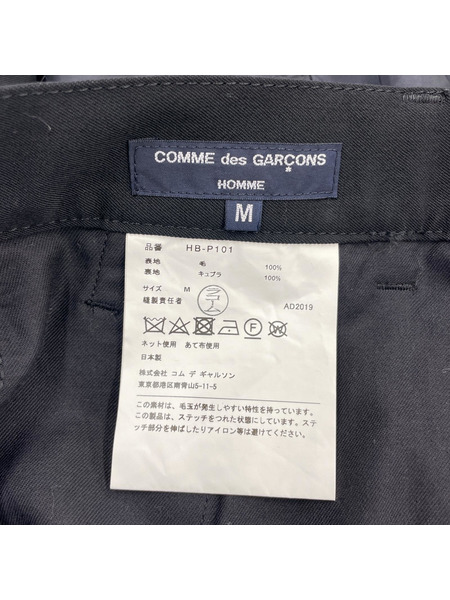 COMME des GARÇONS
HOMME
M
品番 HB-P101
表地 毛 100%
裏地 キュプラ 100%
サイズ M
縫製責任者
AD2019
ネット使用 あて布使用
日本製
株式会社 コム デ ギャルソン
東京都港区南青山5-11-5
この素材は、毛玉が発生しやすい特性を持っています。
この製品は、ステッチをつれた状態にしています。ステ
ッチ部分を伸ばしたりアイロン等は避けてください。